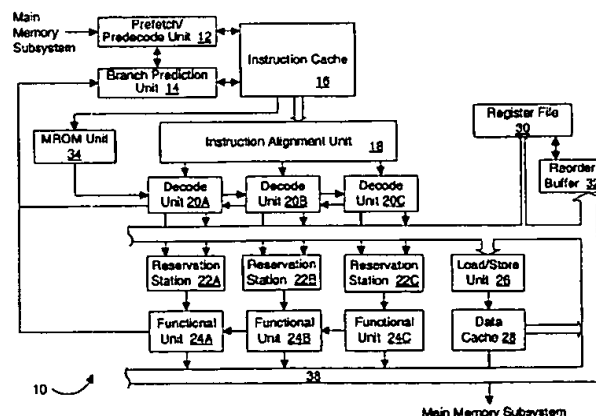 Main
Memory
Subsystem
Prefetch/
Predecode Unit 12
Branch Prediction
Unit 14
Instruction Cache
16
MROM Unit
34
Instruction Alignment Unit
18
Register File
30
Reorder
Buffer 32
Decode
Unit 20A
Decode
Unit 20B
Decode
Unit 20C
Reservation
Station 22A
Reservation
Station 22B
Reservation
Station 22C
Load/Store
Unit 26
Functional
Unit 24A
Functional
Unit 24B
Functional
Unit 24C
Data
Cache 28
10
38
Main Memory Subsystem